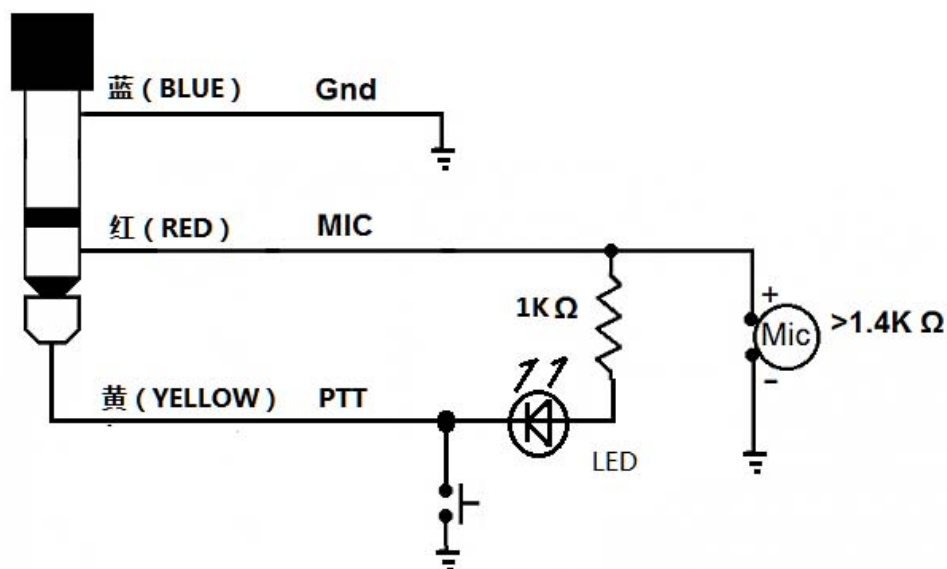 蓝 ( BLUE ) Gnd
红 ( RED ) MIC
1K Ω
+
Mic >1.4K Ω
-
黄 ( YELLOW ) PTT
LED